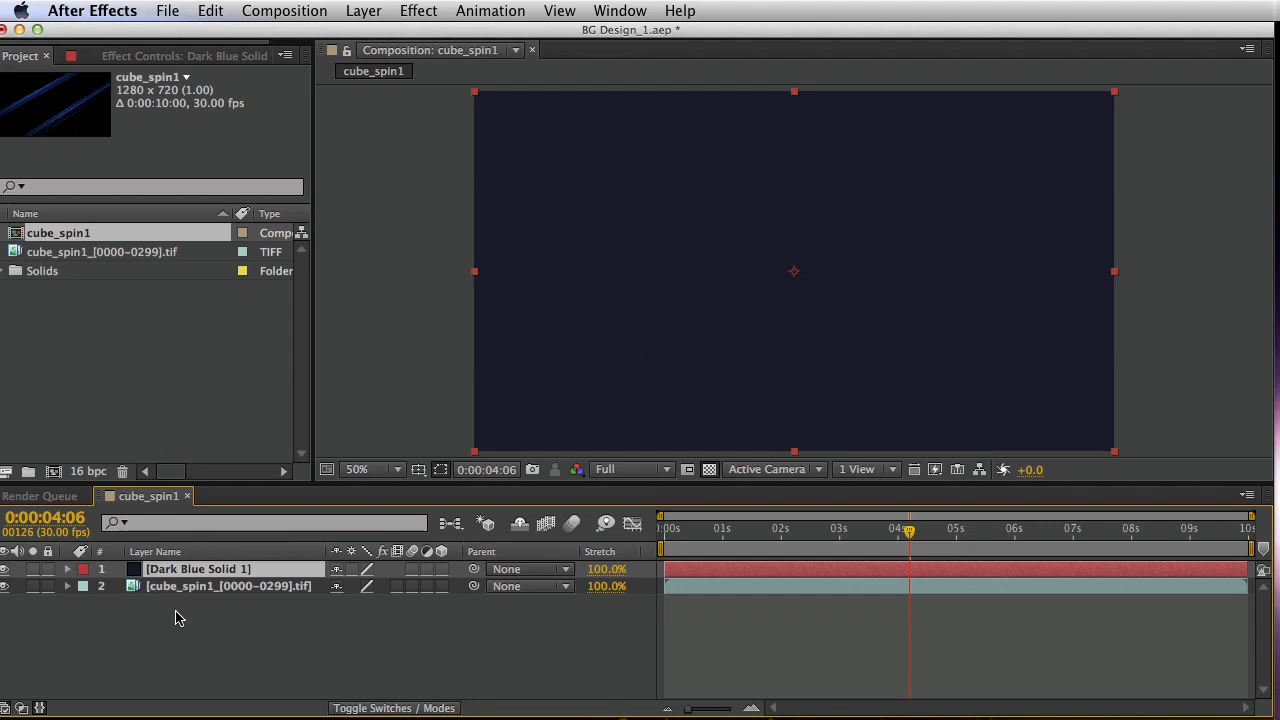 After Effects File Edit Composition Layer Effect Animation View Window Help
BG Design_1.aep *
Project × Effect Controls: Dark Blue Solid
Composition: cube_spin1
cube_spin1
cube_spin1
1280 x 720 (1.00)
Δ 0:00:10:00, 30.00 fps
Name Type
cube_spin1 Comp
cube_spin1_[0000-0299].tif TIFF
Solids Folder
16 bpc
50% 0:00:04:06 Full Active Camera 1 View +0.0
Render Queue cube_spin1 ×
0:00:04:06
00126 (30.00 fps)
:00s 01s 02s 03s 04s 05s 06s 07s 08s 09s 10s
# Layer Name Parent Stretch
1 [Dark Blue Solid 1] None 100.0%
2 [cube_spin1_[0000-0299].tif] None 100.0%
Toggle Switches / Modes